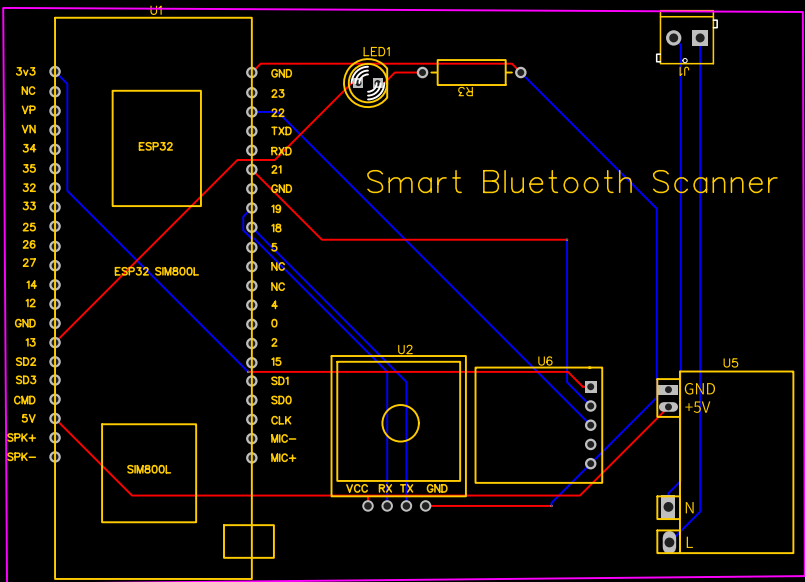 U1
LED1
R3
J1
3v3
NC
VP
VN
34
35
32
33
25
26
27
14
12
GND
13
SD2
SD3
CMD
5V
SPK+
SPK-
GND
23
22
TXD
RXD
21
GND
19
18
5
NC
NC
4
0
2
15
SD1
SD0
CLK
MIC-
MIC+
ESP32
ESP32 SIM800L
SIM800L
Smart Bluetooth Scanner
U2
VCC RX TX GND
U6
U5
GND
+5V
N
L